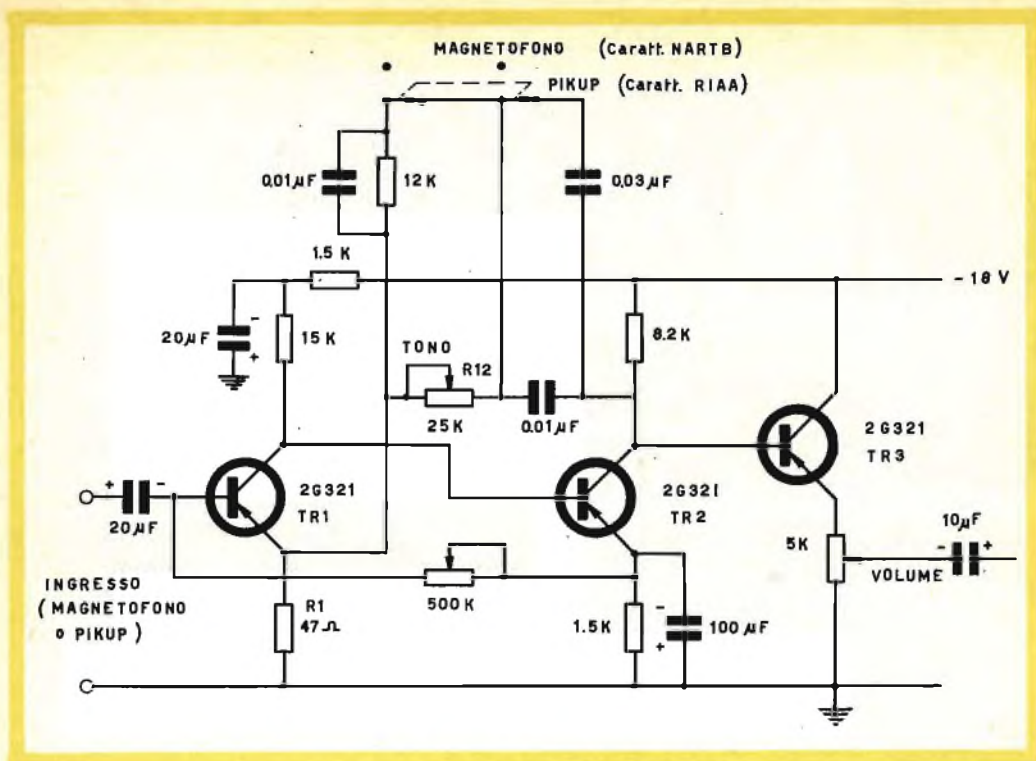 MAGNETOFONO (Caratt. NARTB)
PIKUP (Caratt. RIAA)
0.01µF
12K
0.03µF
1.5 K
- 18 V
20µF
-
+
15K
TONO
R12
25K
0.01µF
8.2K
2G321
TR3
+ -
20µF
2G321
TR1
2G321
TR2
5K
10µF
- +
VOLUME
INGRESSO
(MAGNETOFONO
o PIKUP)
R1
47Ω
500K
1.5K
-
+
100µF